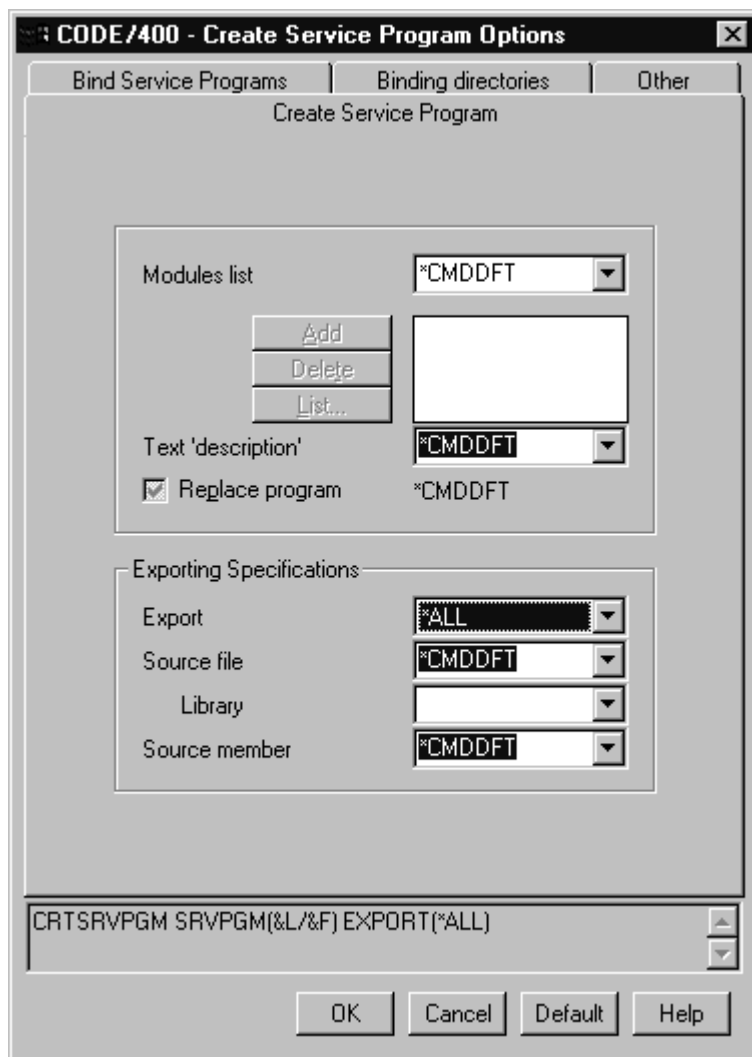 CODE/400 - Create Service Program Options
Bind Service Programs Binding directories Other
Create Service Program
Modules list *CMDDFT
Add
Delete
List...
Text 'description' *CMDDFT
Replace program *CMDDFT
Exporting Specifications
Export *ALL
Source file *CMDDFT
Library
Source member *CMDDFT
CRTSRVPGM SRVPGM(&L/&F) EXPORT(*ALL)
OK Cancel Default Help